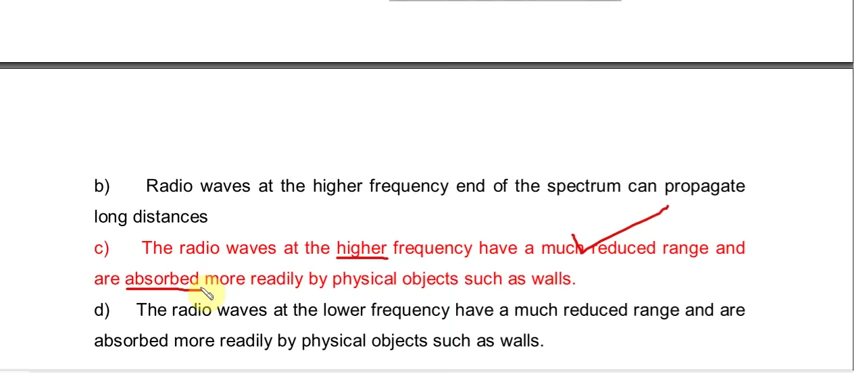 b) Radio waves at the higher frequency end of the spectrum can propagate
long distances
c) The radio waves at the higher frequency have a much reduced range and
are absorbed more readily by physical objects such as walls.
d) The radio waves at the lower frequency have a much reduced range and are
absorbed more readily by physical objects such as walls.